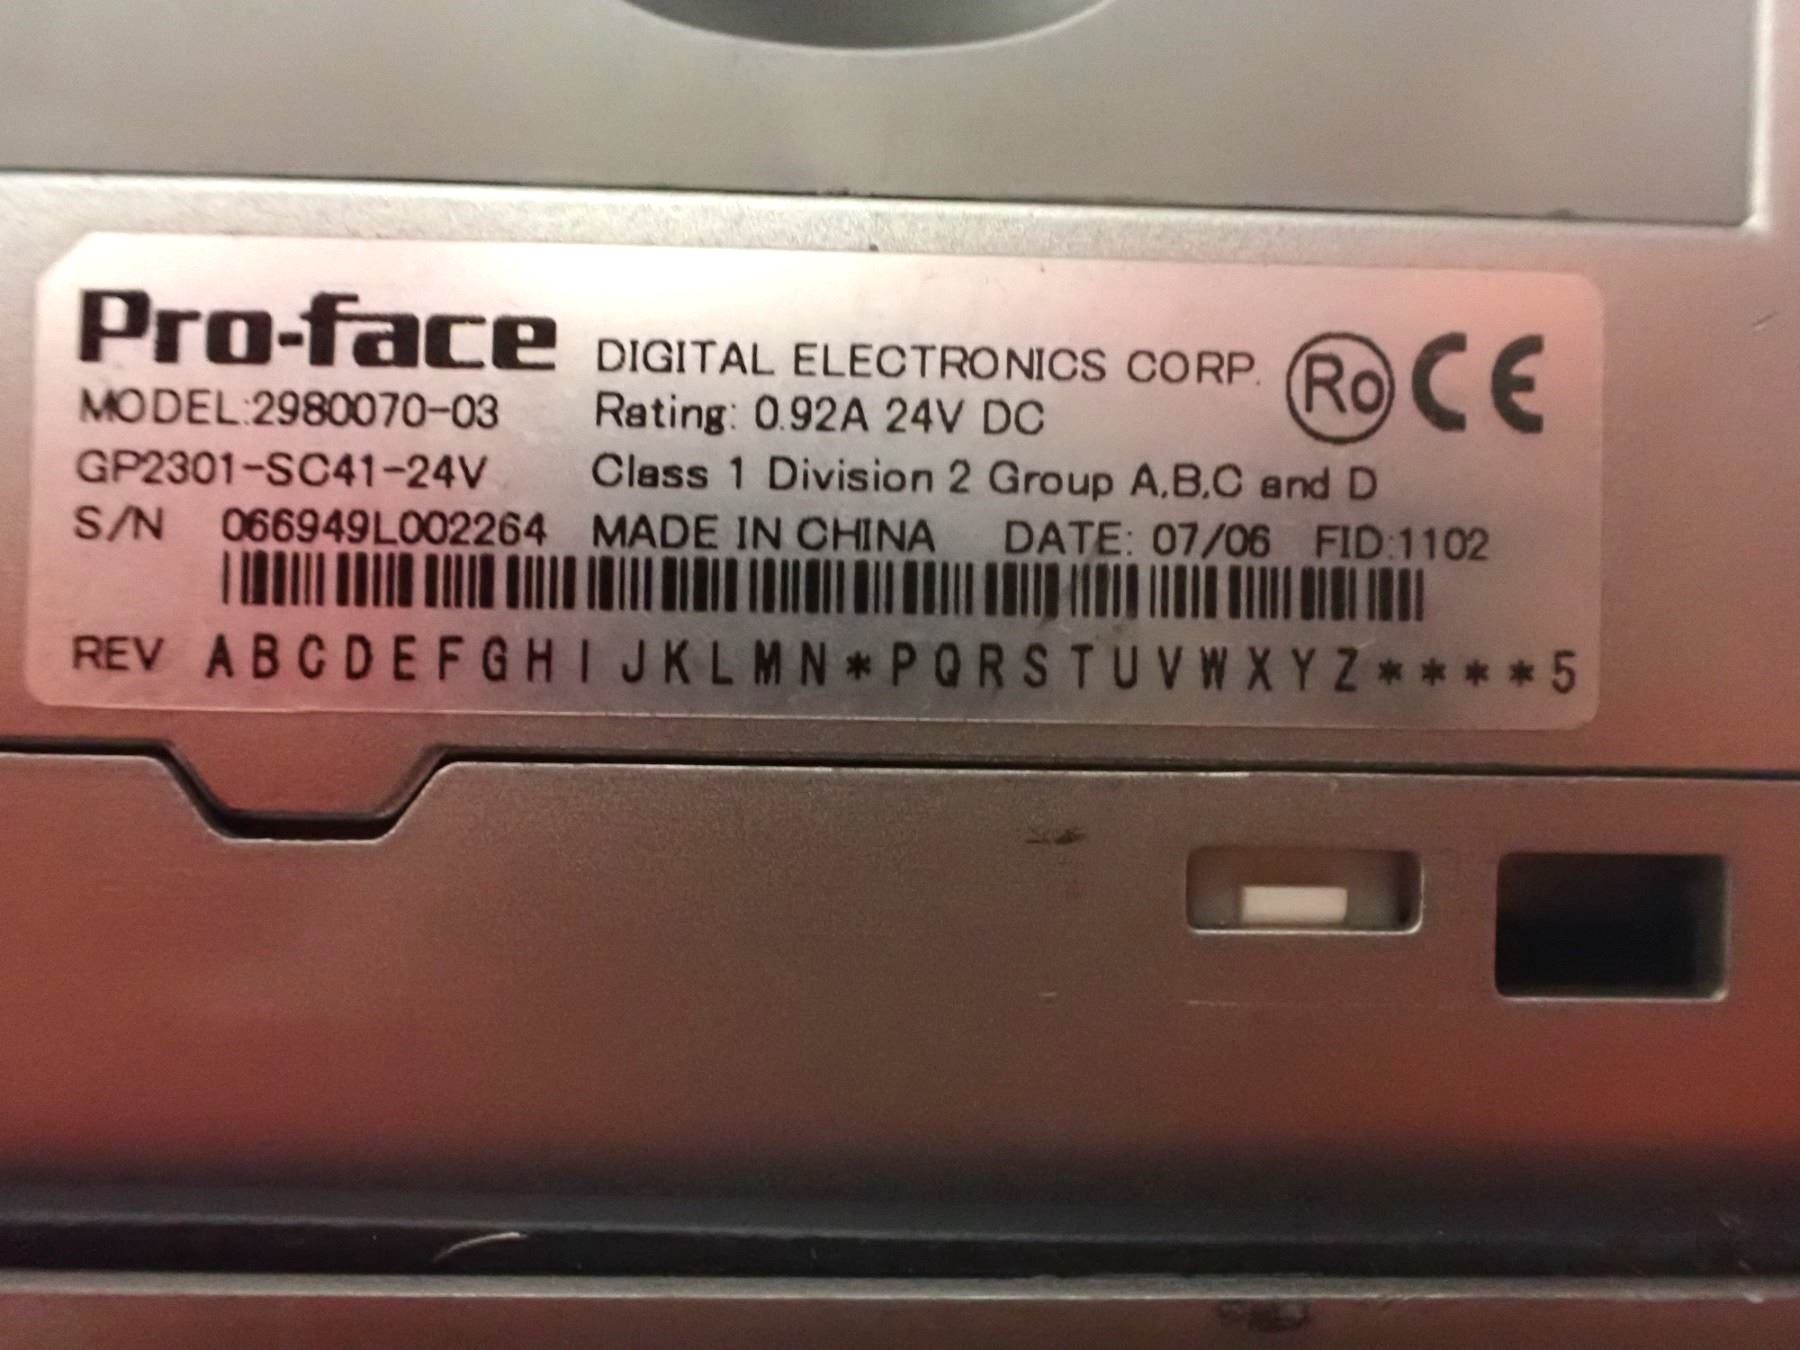 Pro-face DIGITAL ELECTRONICS CORP. Ro CE
MODEL:2980070-03 Rating: 0.92A 24V DC
GP2301-SC41-24V Class 1 Division 2 Group A,B,C and D
S/N 066949L002264 MADE IN CHINA DATE: 07/06 FID:1102
REV A B C D E F G H I J K L M N * P Q R S T U V W X Y Z * * * * 5